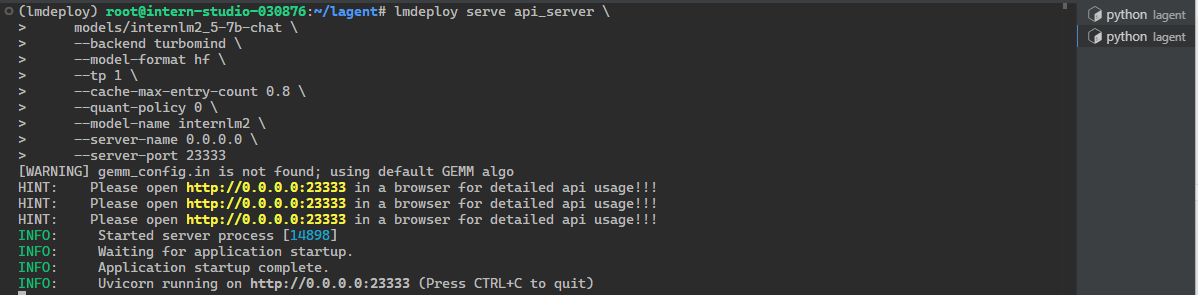 (lmdeploy) root@intern-studio-030876:~/lagent# lmdeploy serve api_server \
>       models/internlm2_5-7b-chat \
>       --backend turbomind \
>       --model-format hf \
>       --tp 1 \
>       --cache-max-entry-count 0.8 \
>       --quant-policy 0 \
>       --model-name internlm2 \
>       --server-name 0.0.0.0 \
>       --server-port 23333
[WARNING] gemm_config.in is not found; using default GEMM algo
HINT:    Please open http://0.0.0.0:23333 in a browser for detailed api usage!!!
HINT:    Please open http://0.0.0.0:23333 in a browser for detailed api usage!!!
HINT:    Please open http://0.0.0.0:23333 in a browser for detailed api usage!!!
INFO:     Started server process [14898]
INFO:     Waiting for application startup.
INFO:     Application startup complete.
INFO:     Uvicorn running on http://0.0.0.0:23333 (Press CTRL+C to quit)
python lagent
python lagent